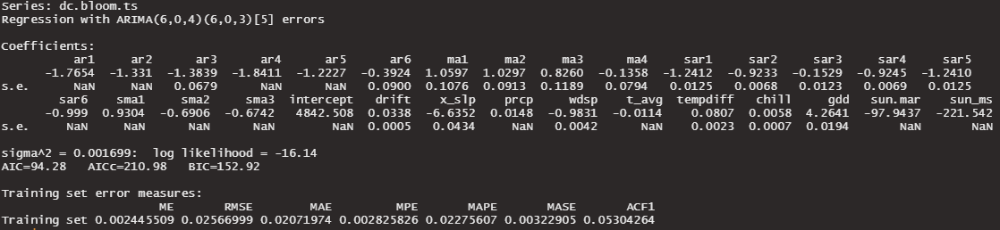 Series: dc.bloom.ts
Regression with ARIMA(6,0,4)(6,0,3)[5] errors
Coefficients:
ar1 ar2 ar3 ar4 ar5 ar6 ma1 ma2 ma3 ma4 sar1 sar2 sar3 sar4 sar5
-1.7654 -1.331 -1.3839 -1.8411 -1.2227 -0.3924 1.0597 1.0297 0.8260 -0.1358 -1.2412 -0.9233 -0.1529 -0.9245 -1.2410
s.e. NaN NaN 0.0679 NaN NaN 0.0900 0.1076 0.0913 0.1189 0.0794 0.0125 0.0068 0.0123 0.0069 0.0125
sar6 sma1 sma2 sma3 intercept drift x_slp prcp wdsp t_avg tempdiff chill gdd sun.mar sun_ms
-0.999 0.9304 -0.6906 -0.6742 4842.508 0.0338 -6.6352 0.0148 -0.9831 -0.0114 0.0807 0.0058 4.2641 -97.9437 -221.542
s.e. NaN NaN NaN NaN NaN 0.0005 0.0434 NaN 0.0042 NaN 0.0023 0.0007 0.0194 NaN NaN
sigma^2 = 0.001699: log likelihood = -16.14
AIC=94.28 AICc=210.98 BIC=152.92
Training set error measures:
ME RMSE MAE MPE MAPE MASE ACF1
Training set 0.002445509 0.02566999 0.02071974 0.002825826 0.02275607 0.00322905 0.05304264